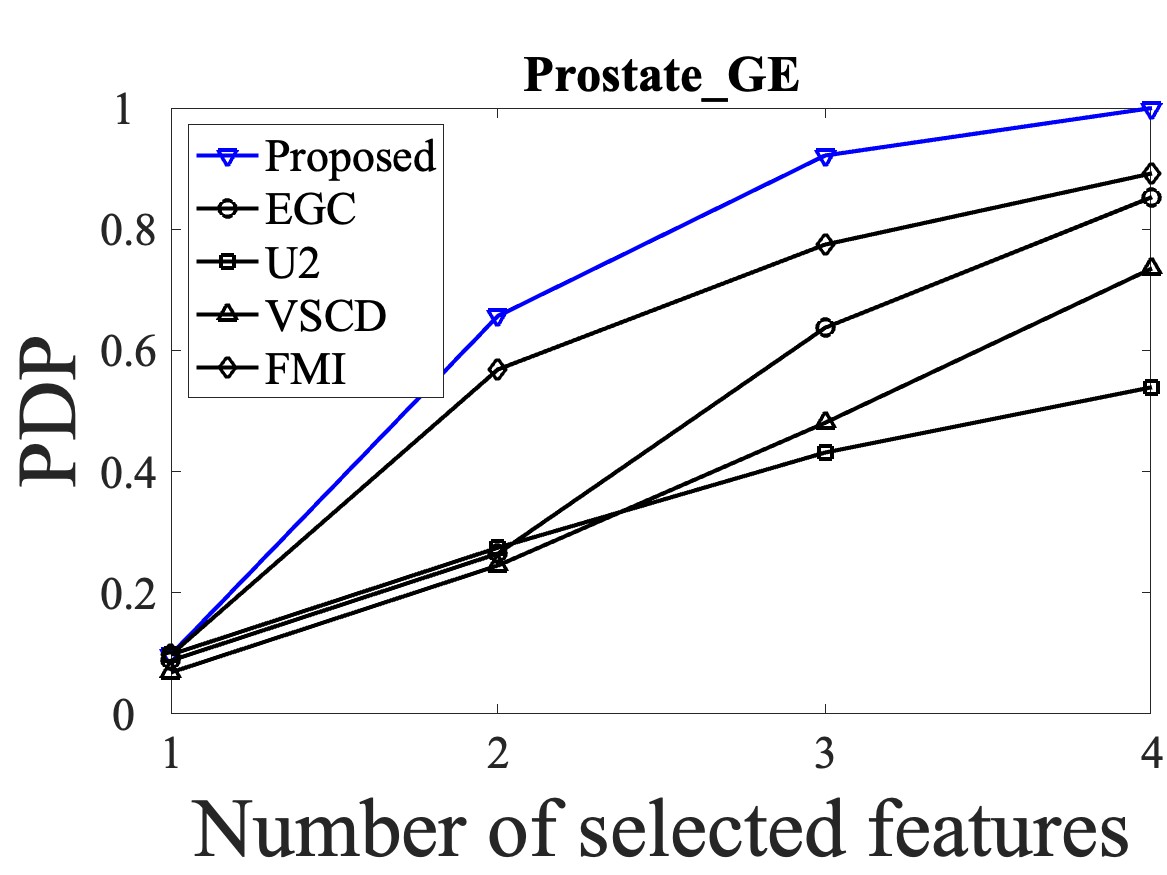 Prostate_GE
1
0.8
0.6
0.4
0.2
0
PDP
Proposed
EGC
U2
VSCD
FMI
1 2 3 4
Number of selected features